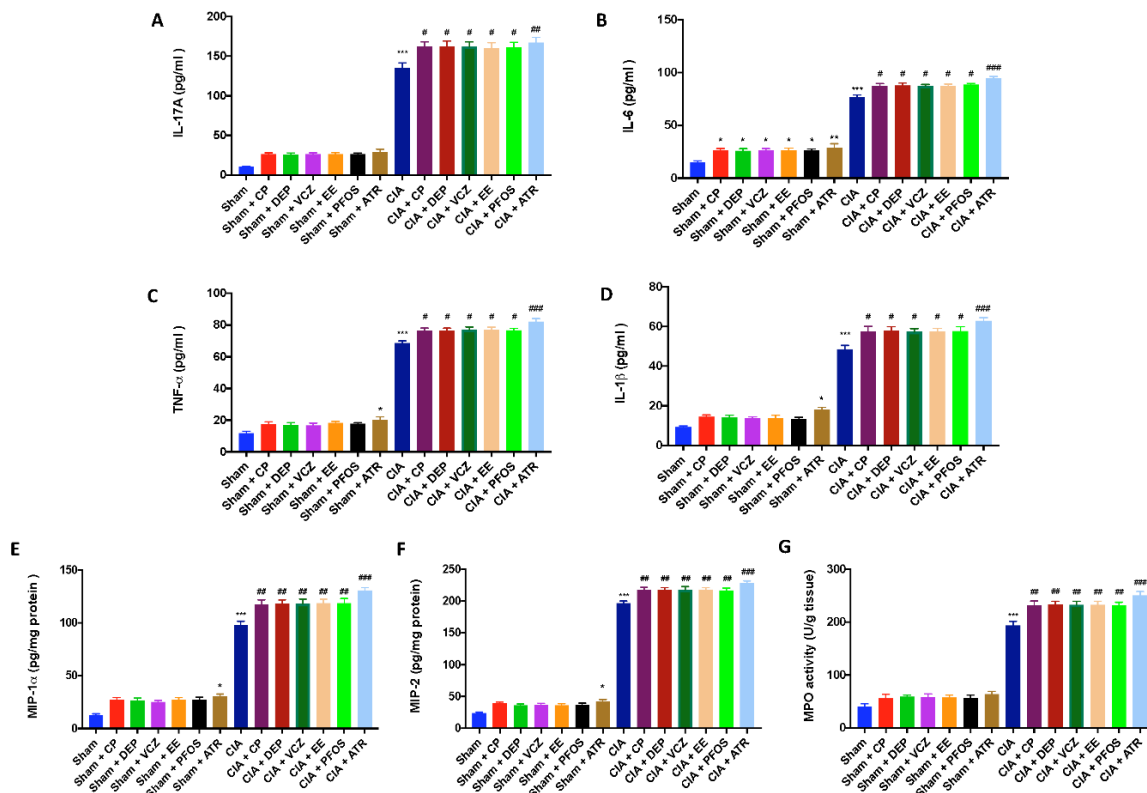 A
IL-17A (pg/ml)
200
150
100
50
0
***
#
#
#
#
#
##
Sham
Sham + CP
Sham + DEP
Sham + VCZ
Sham + EE
Sham + PFOS
Sham + ATR
CIA
CIA + CP
CIA + DEP
CIA + VCZ
CIA + EE
CIA + PFOS
CIA + ATR
B
IL-6 (pg/ml)
150
100
50
0
*
*
*
*
*
**
***
#
#
#
#
#
###
Sham
Sham + CP
Sham + DEP
Sham + VCZ
Sham + EE
Sham + PFOS
Sham + ATR
CIA
CIA + CP
CIA + DEP
CIA + VCZ
CIA + EE
CIA + PFOS
CIA + ATR
C
TNF-α (pg/ml)
100
80
60
40
20
0
*
***
#
#
#
#
#
###
Sham
Sham + CP
Sham + DEP
Sham + VCZ
Sham + EE
Sham + PFOS
Sham + ATR
CIA
CIA + CP
CIA + DEP
CIA + VCZ
CIA + EE
CIA + PFOS
CIA + ATR
D
IL-1β (pg/ml)
80
60
40
20
0
*
***
#
#
#
#
#
###
Sham
Sham + CP
Sham + DEP
Sham + VCZ
Sham + EE
Sham + PFOS
Sham + ATR
CIA
CIA + CP
CIA + DEP
CIA + VCZ
CIA + EE
CIA + PFOS
CIA + ATR
E
MIP-1α (pg/mg protein )
150
100
50
0
*
***
##
##
##
##
##
###
Sham
Sham + CP
Sham + DEP
Sham + VCZ
Sham + EE
Sham + PFOS
Sham + ATR
CIA
CIA + CP
CIA + DEP
CIA + VCZ
CIA + EE
CIA + PFOS
CIA + ATR
F
MIP-2 (pg/mg protein)
250
200
150
100
50
0
*
***
##
##
##
##
##
###
Sham
Sham + CP
Sham + DEP
Sham + VCZ
Sham + EE
Sham + PFOS
Sham + ATR
CIA
CIA + CP
CIA + DEP
CIA + VCZ
CIA + EE
CIA + PFOS
CIA + ATR
G
MPO activity (U/g tissue)
300
200
100
0
***
##
##
##
##
##
###
Sham
Sham + CP
Sham + DEP
Sham + VCZ
Sham + EE
Sham + PFOS
Sham + ATR
CIA
CIA + CP
CIA + DEP
CIA + VCZ
CIA + EE
CIA + PFOS
CIA + ATR